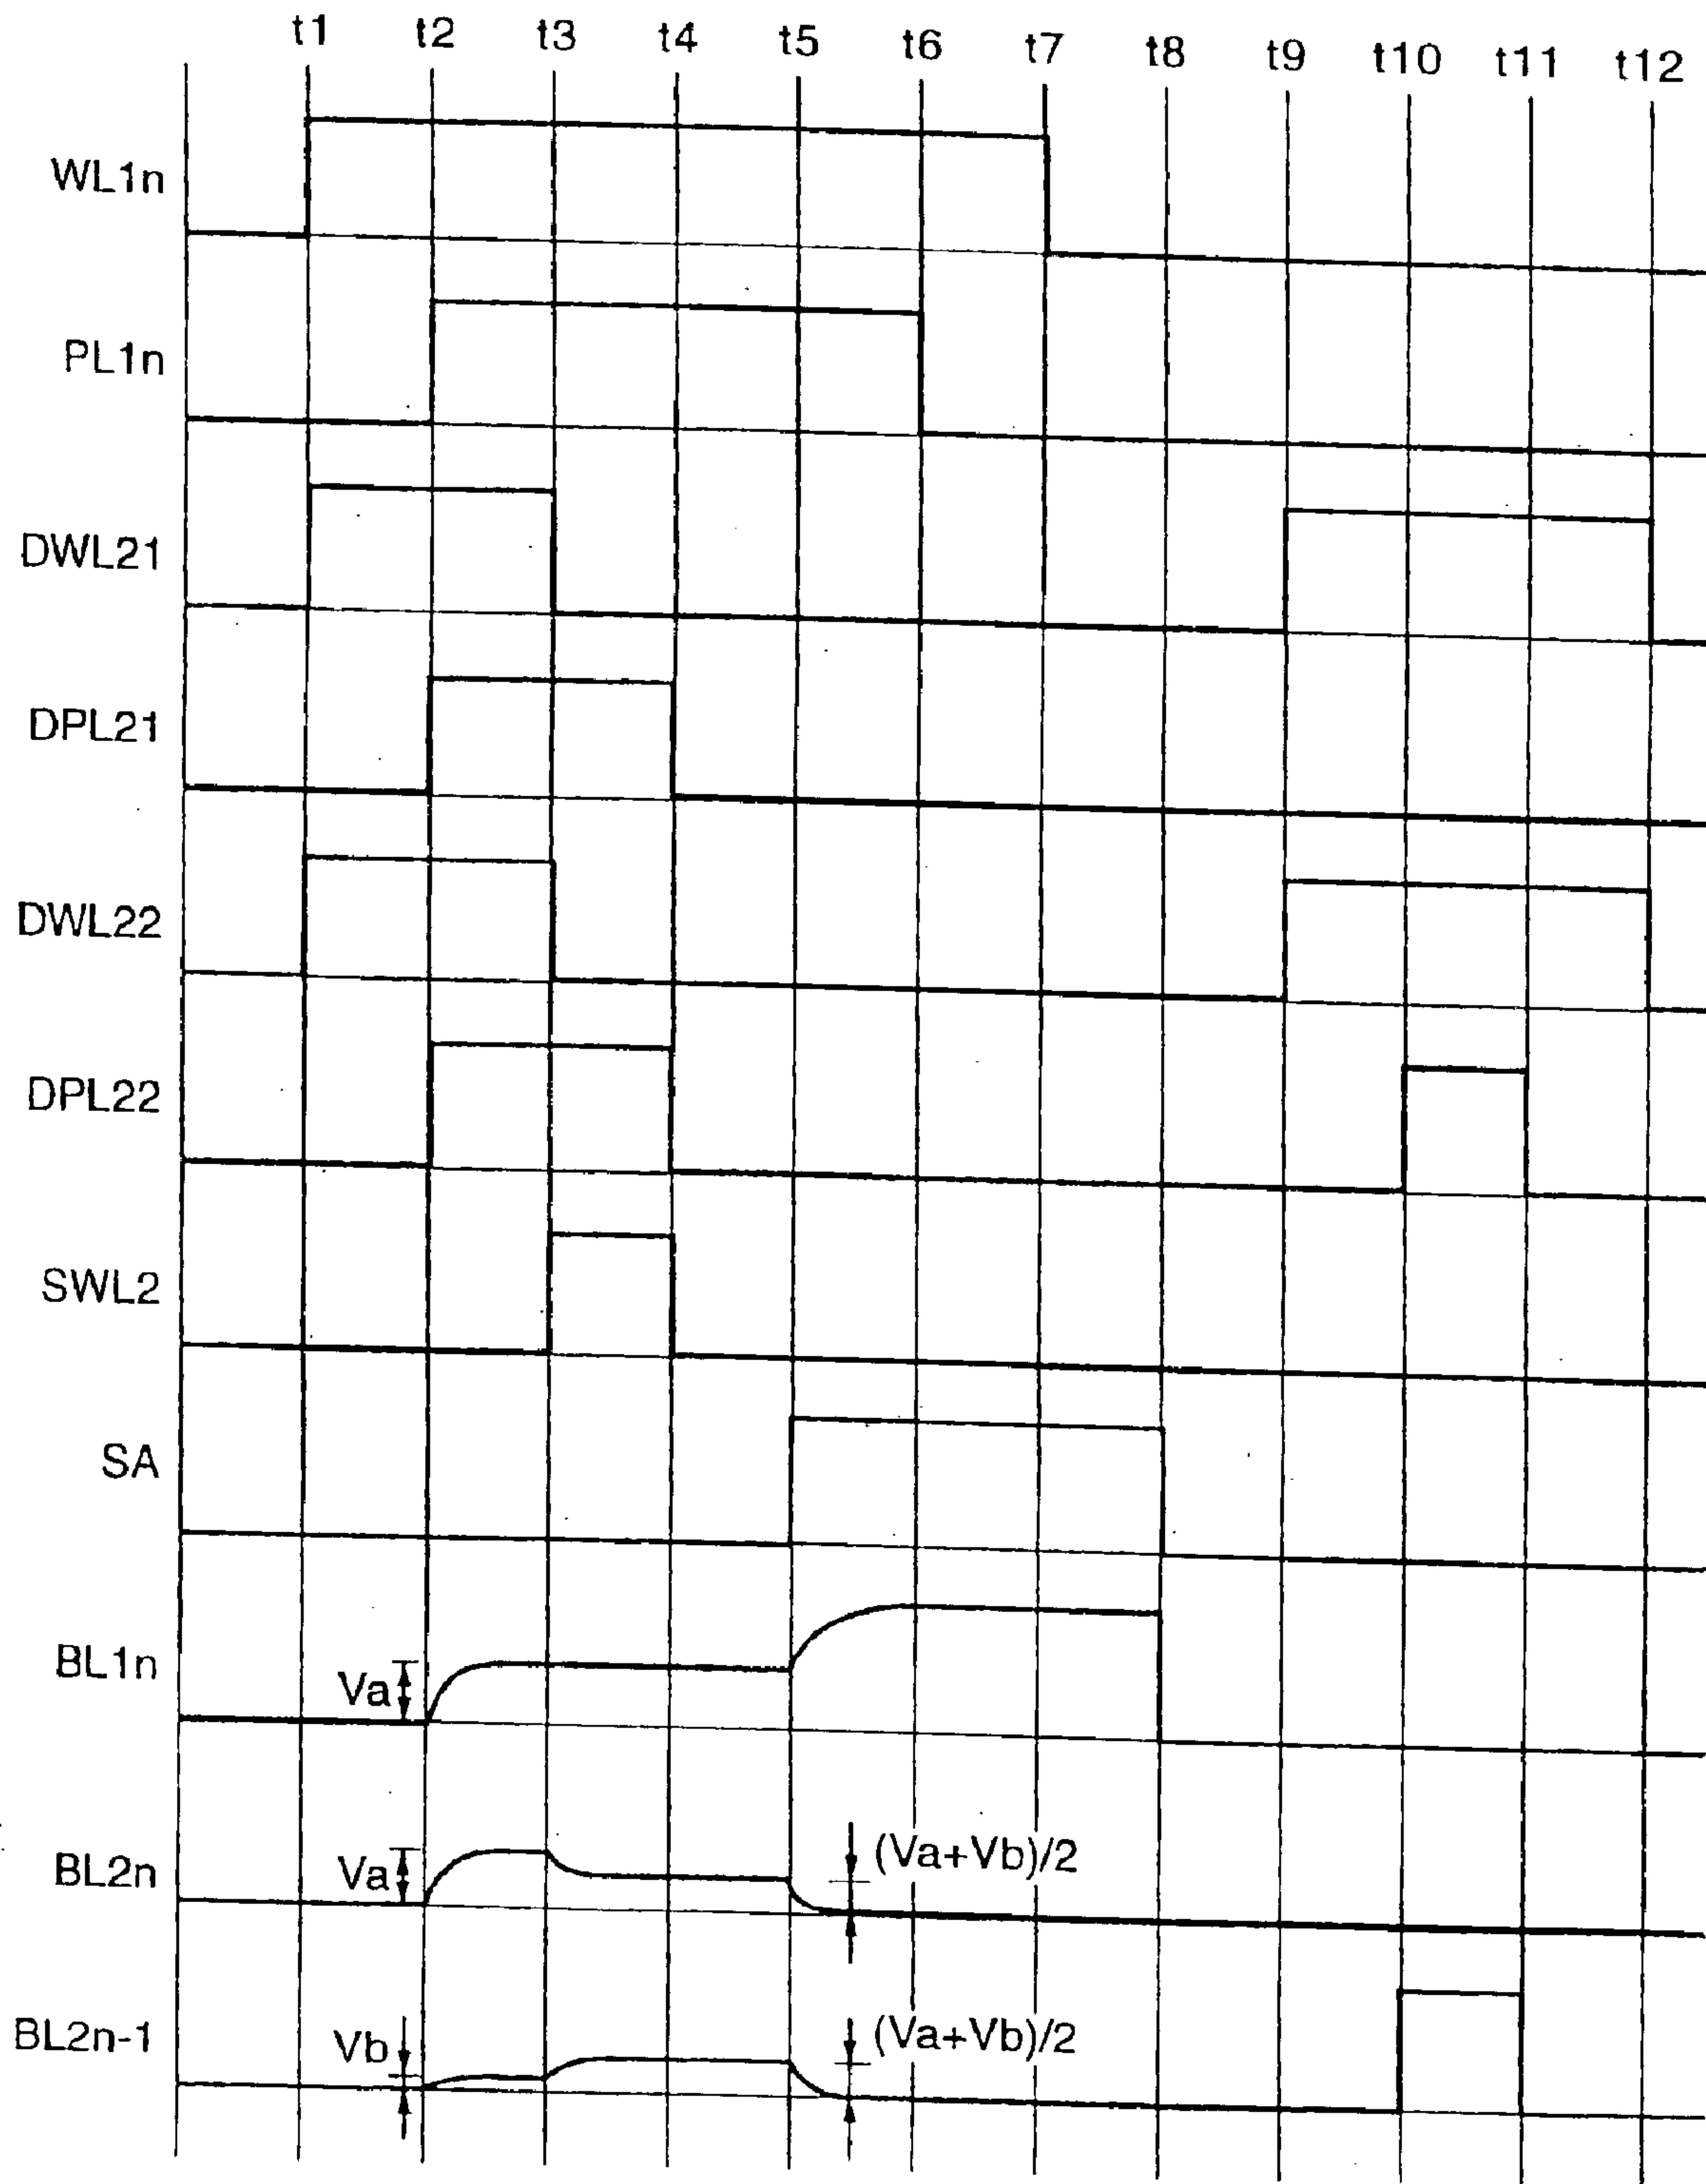 t1 t2 t3 t4 t5 t6 t7 t8 t9 t10 t11 t12
WL1n
PL1n
DWL21
DPL21
DWL22
DPL22
SWL2
SA
BL1n
Va
BL2n
Va
(Va+Vb)/2
BL2n-1
Vb
(Va+Vb)/2